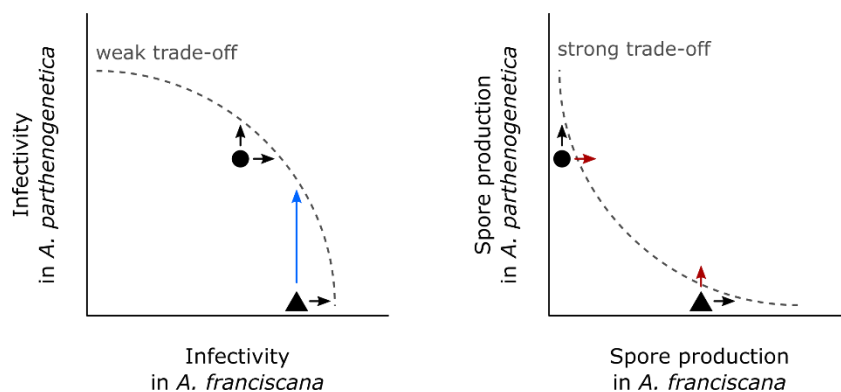 weak trade-off
Infectivity
in A. parthenogenetica
Infectivity
in A. franciscana
strong trade-off
Spore production
in A. parthenogenetica
Spore production
in A. franciscana